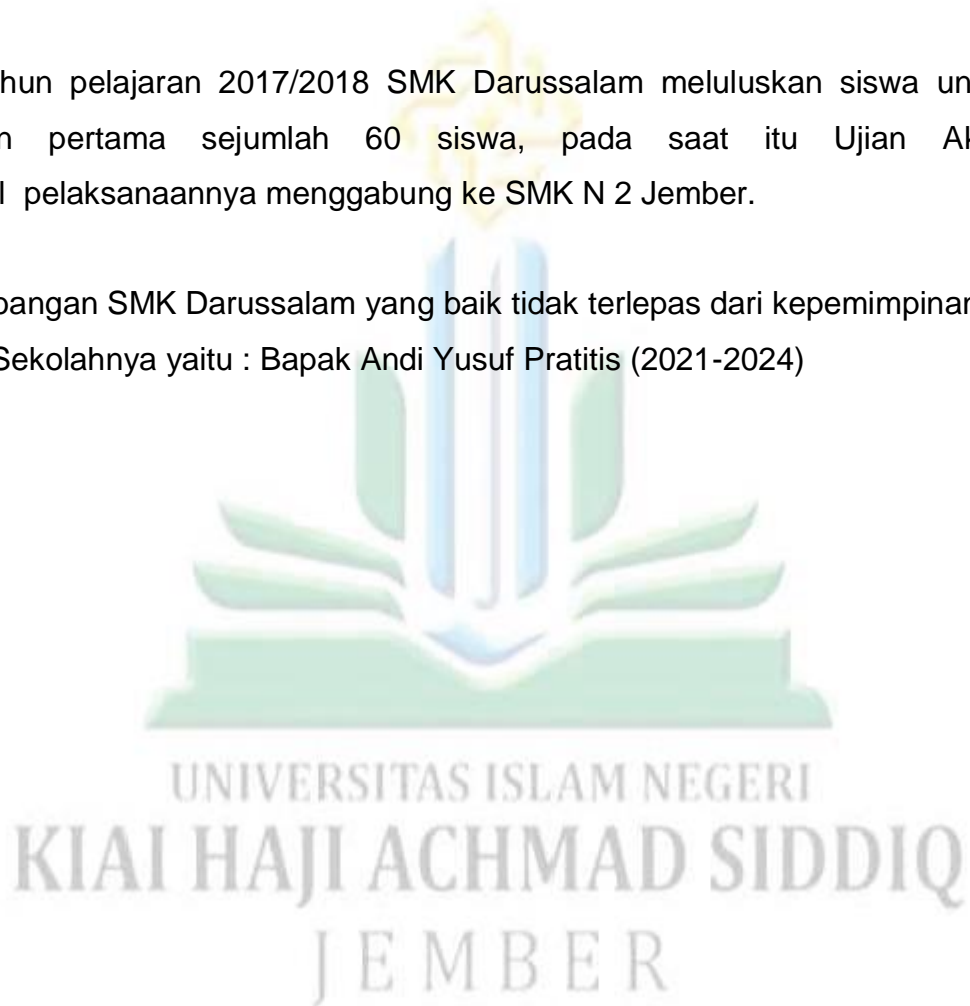 hun pelajaran 2017/2018 SMK Darussalam meluluskan siswa un
n pertama sejumlah 60 siswa, pada saat itu Ujian Ak
l pelaksanaannya menggabung ke SMK N 2 Jember.
bangan SMK Darussalam yang baik tidak terlepas dari kepemimpinan
Sekolahnya yaitu : Bapak Andi Yusuf Pratitis (2021-2024)
UNIVERSITAS ISLAM NEGERI
KIAI HAJI ACHMAD SIDDIQ
JEMBER